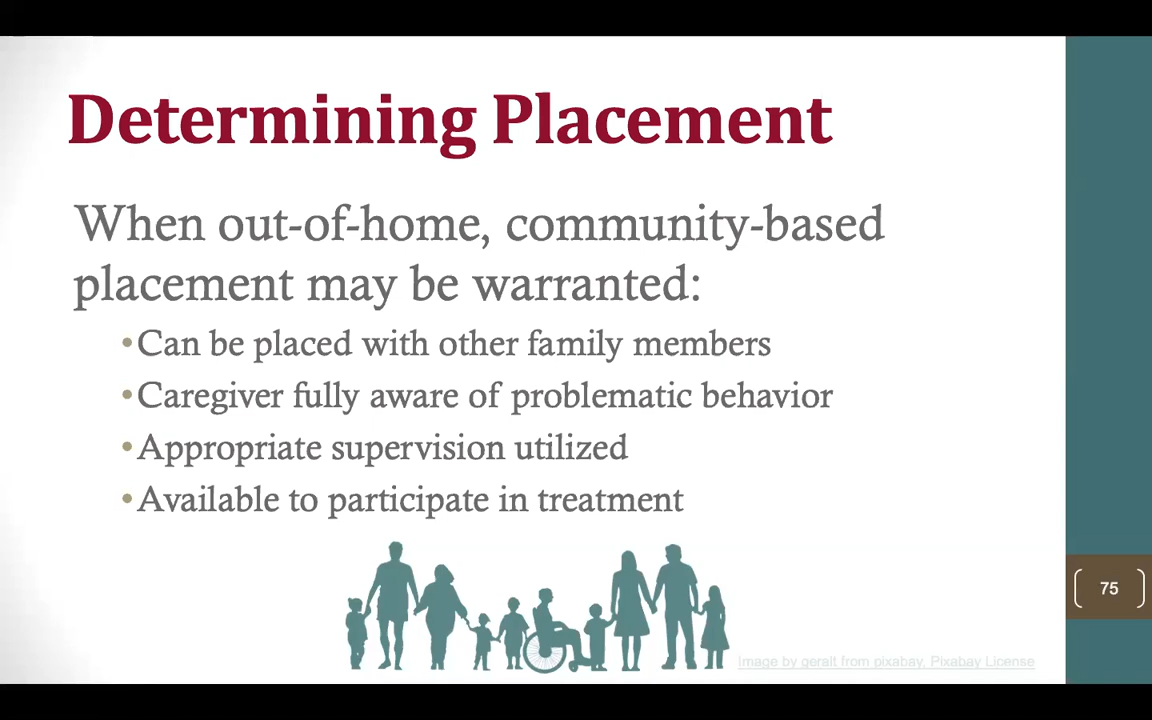 Determining Placement
When out-of-home, community-based
placement may be warranted:
•Can be placed with other family members
•Caregiver fully aware of problematic behavior
•Appropriate supervision utilized
•Available to participate in treatment
75
Image by geralt from pixabay, Pixabay License